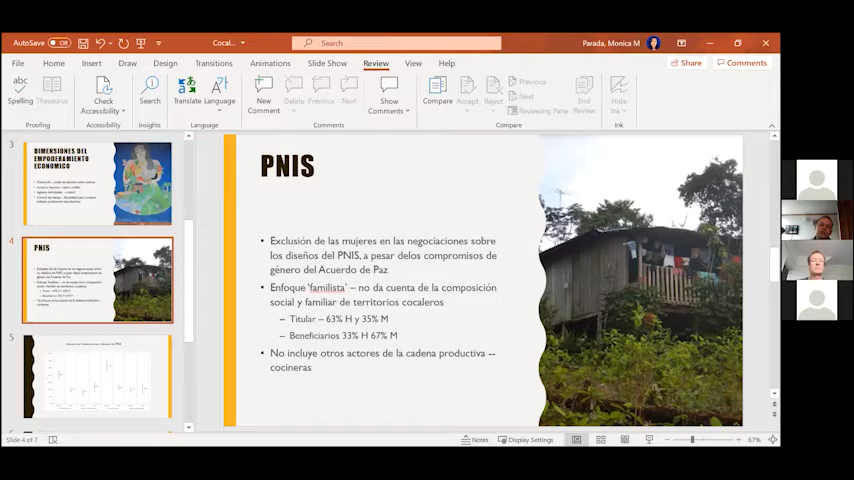 AutoSave Off Cocal... Search Parada, Monica M
File Home Insert Draw Design Transitions Animations Slide Show Review View Help Share Comments
abc
Spelling Thesaurus Check Accessibility Search Translate Language New Comment Delete Previous Next Show Comments Compare Accept Reject Previous Next Reviewing Pane End Review Hide Ink
Proofing Accessibility Insights Language Comments Compare Ink
3
DIMENSIONES DEL
EMPODERAMIENTO
ECONOMICO
4
PNIS
5
PNIS
• Exclusión de las mujeres en las negociaciones sobre
los diseños del PNIS, a pesar delos compromisos de
género del Acuerdo de Paz
• Enfoque 'familista' – no da cuenta de la composición
social y familiar de territorios cocaleros
– Titular – 63% H y 35% M
– Beneficiarios 33% H 67% M
• No incluye otros actores de la cadena productiva --
cocineras
Slide 4 of 7 Notes Display Settings 67%